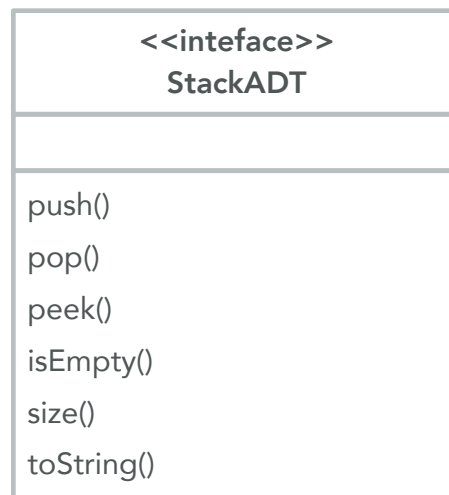 <<inteface>>
StackADT
push()
pop()
peek()
isEmpty()
size()
toString()